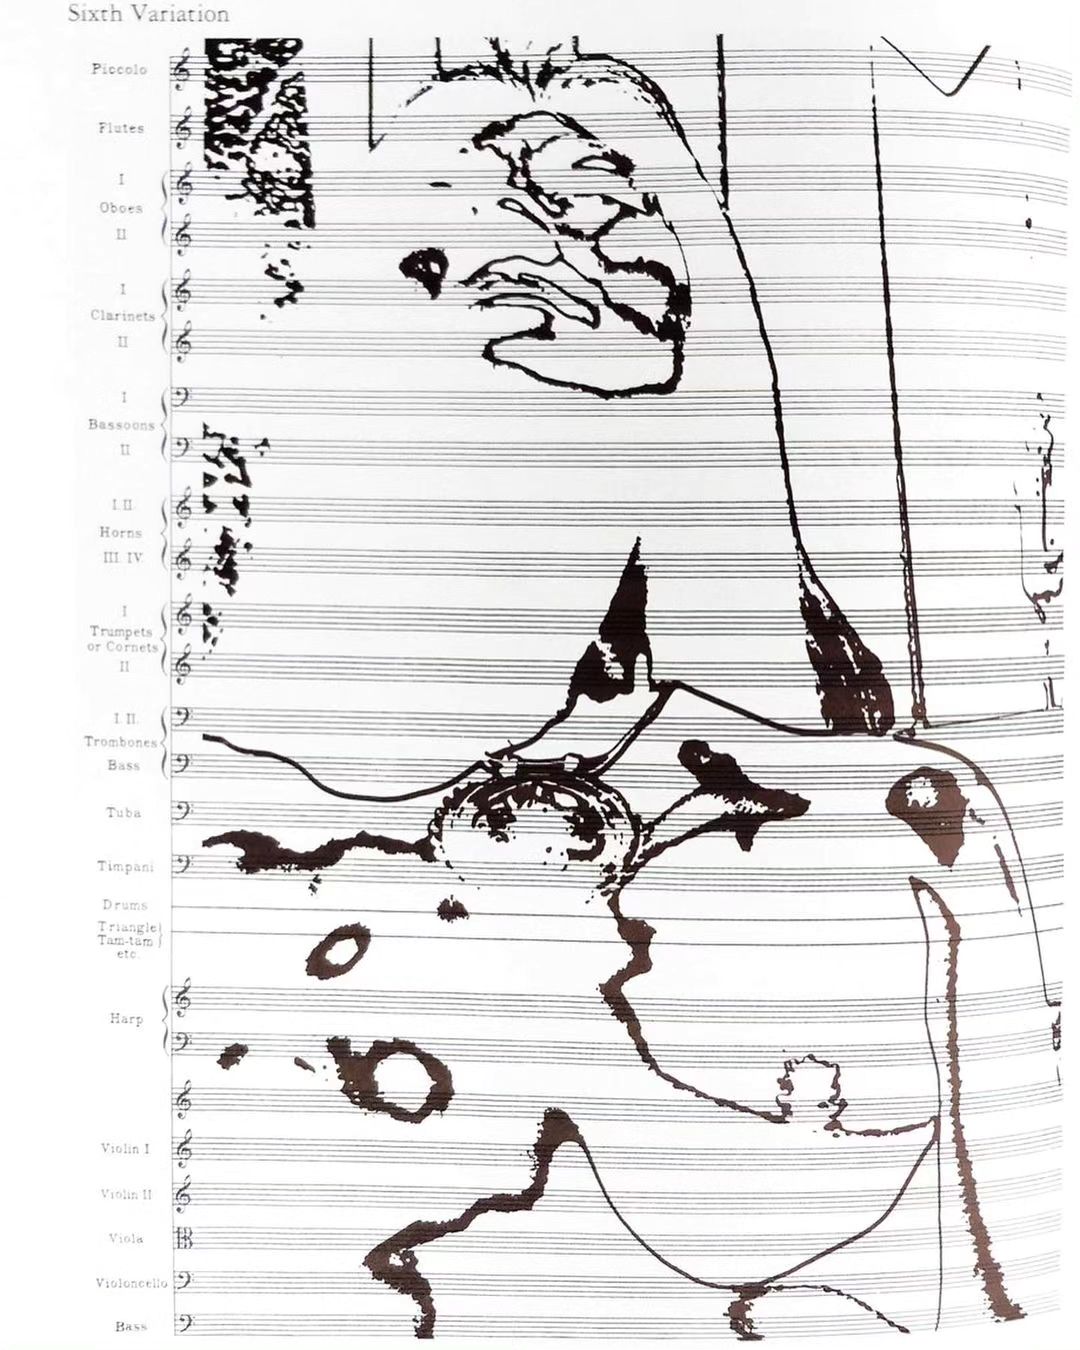 Sixth Variation
Piccolo
Flutes
I
Oboes
II
I
Clarinets
II
I
Bassoons
II
I. II.
Horns
III. IV.
I
Trumpets
or Cornets
II
I. II.
Trombones
Bass
Tuba
Timpani
Drums
Triangle
Tam-tam
etc.
Harp
Violin I
Violin II
Viola
Violoncello
Bass